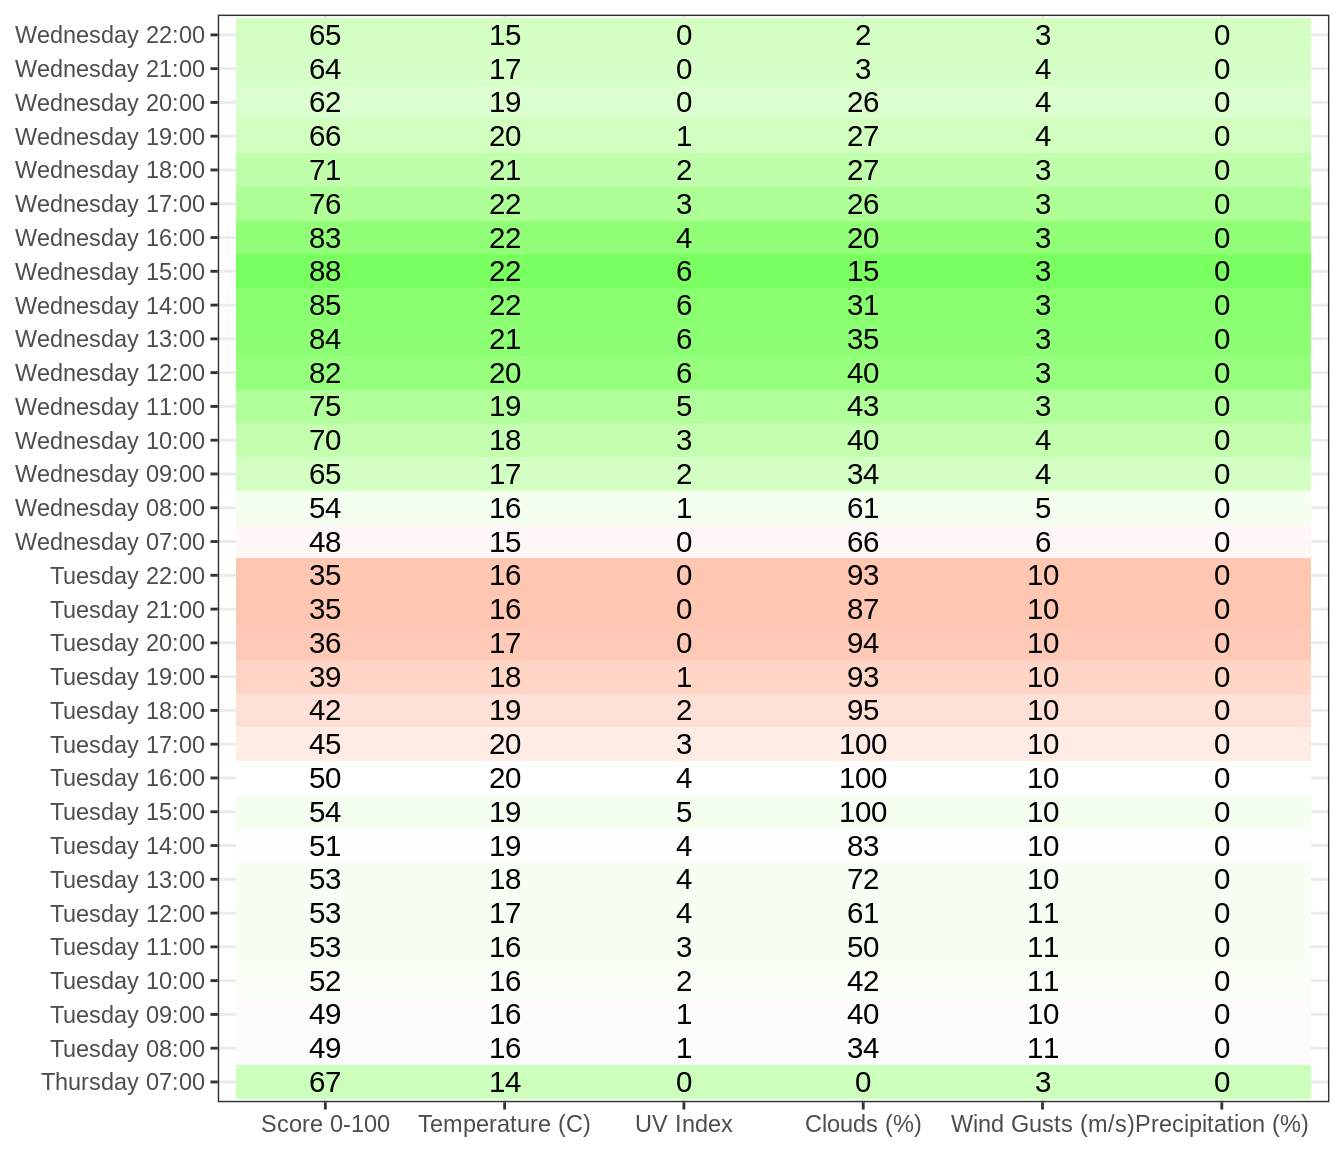 Wednesday 22:00 65 15 0 2 3 0
Wednesday 21:00 64 17 0 3 4 0
Wednesday 20:00 62 19 0 26 4 0
Wednesday 19:00 66 20 1 27 4 0
Wednesday 18:00 71 21 2 27 3 0
Wednesday 17:00 76 22 3 26 3 0
Wednesday 16:00 83 22 4 20 3 0
Wednesday 15:00 88 22 6 15 3 0
Wednesday 14:00 85 22 6 31 3 0
Wednesday 13:00 84 21 6 35 3 0
Wednesday 12:00 82 20 6 40 3 0
Wednesday 11:00 75 19 5 43 3 0
Wednesday 10:00 70 18 3 40 4 0
Wednesday 09:00 65 17 2 34 4 0
Wednesday 08:00 54 16 1 61 5 0
Wednesday 07:00 48 15 0 66 6 0
Tuesday 22:00 35 16 0 93 10 0
Tuesday 21:00 35 16 0 87 10 0
Tuesday 20:00 36 17 0 94 10 0
Tuesday 19:00 39 18 1 93 10 0
Tuesday 18:00 42 19 2 95 10 0
Tuesday 17:00 45 20 3 100 10 0
Tuesday 16:00 50 20 4 100 10 0
Tuesday 15:00 54 19 5 100 10 0
Tuesday 14:00 51 19 4 83 10 0
Tuesday 13:00 53 18 4 72 10 0
Tuesday 12:00 53 17 4 61 11 0
Tuesday 11:00 53 16 3 50 11 0
Tuesday 10:00 52 16 2 42 11 0
Tuesday 09:00 49 16 1 40 10 0
Tuesday 08:00 49 16 1 34 11 0
Thursday 07:00 67 14 0 0 3 0
Score 0-100 Temperature (C) UV Index Clouds (%) Wind Gusts (m/s) Precipitation (%)